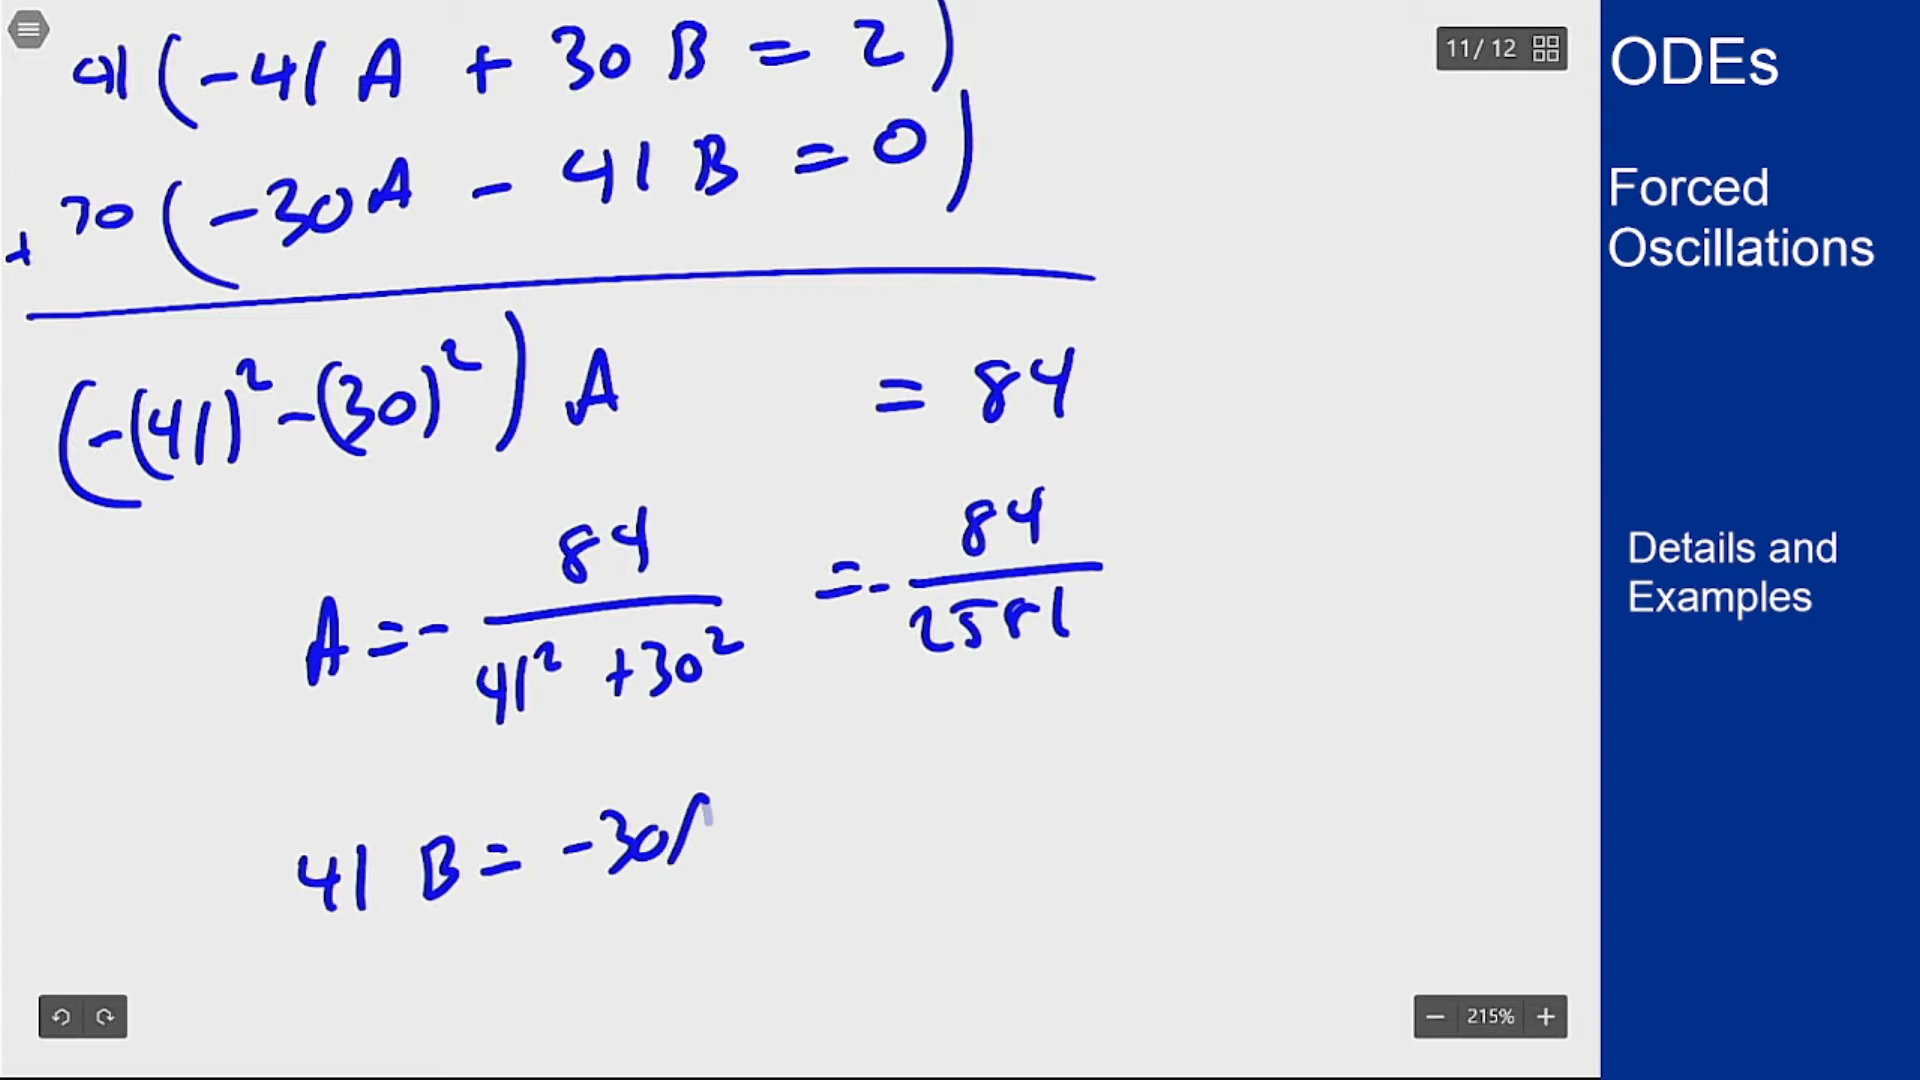 41(-41 A + 30 B = 2)
+ 30(-30A - 41 B = 0)
(-(41)² -(30)²) A = 84
A = - 84 / 41² +30² = - 84 / 2581
41 B = -30
11/ 12
215%
ODEs
Forced
Oscillations
Details and
Examples